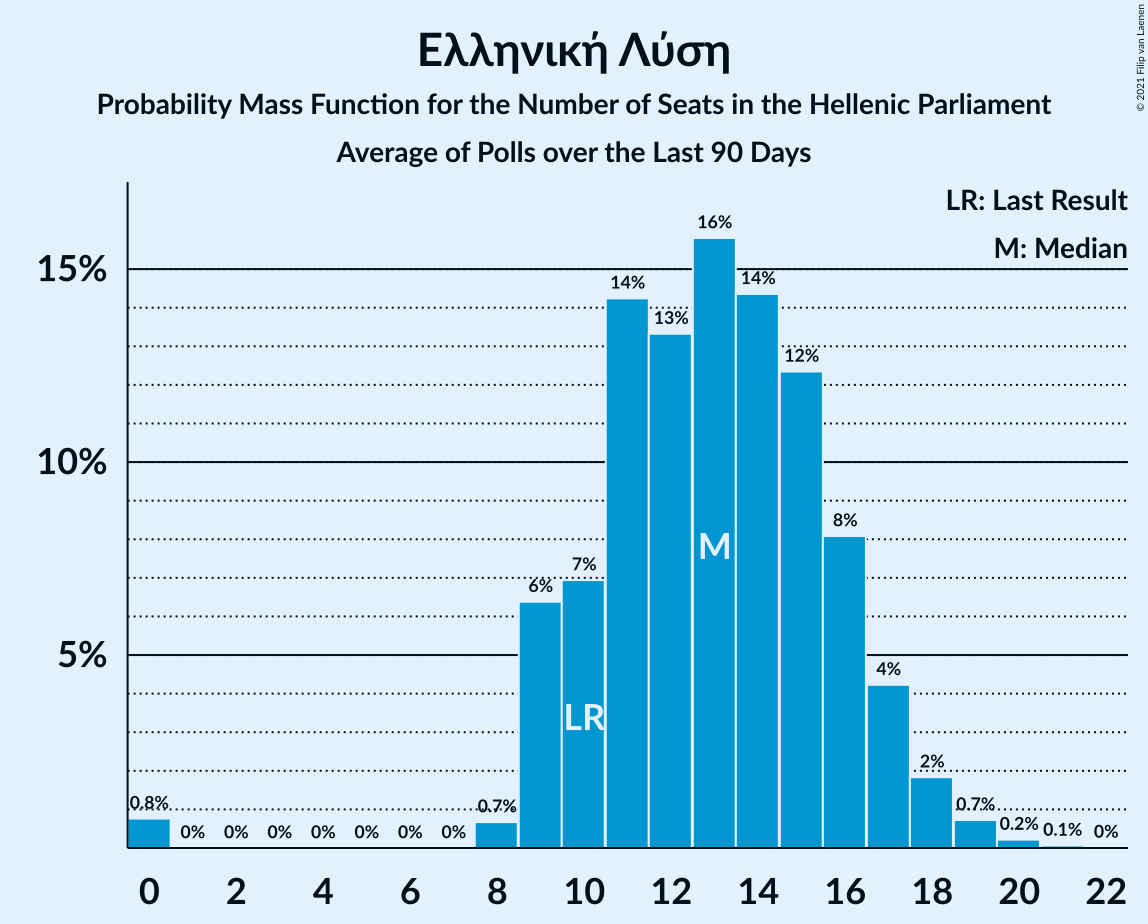 Ελληνική Λύση
Probability Mass Function for the Number of Seats in the Hellenic Parliament
Average of Polls over the Last 90 Days
© 2021 Filip van Laenen
LR: Last Result
M: Median
15%
10%
5%
0.8%
0%
0%
0%
0%
0%
0%
0%
0.7%
6%
7%
14%
13%
16%
14%
12%
8%
4%
2%
0.7%
0.2%
0.1%
0%
LR
M
0 2 4 6 8 10 12 14 16 18 20 22